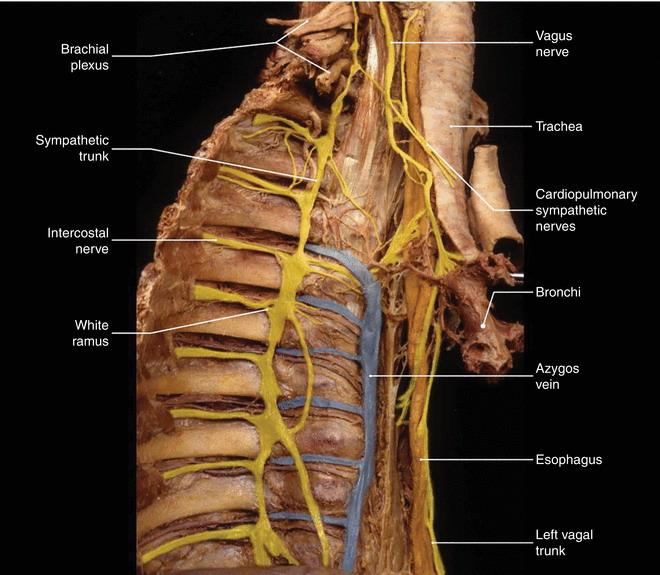 Brachial
plexus
Sympathetic
trunk
Intercostal
nerve
White
ramus
Vagus
nerve
Trachea
Cardiopulmonary
sympathetic
nerves
Bronchi
Azygos
vein
Esophagus
Left vagal
trunk